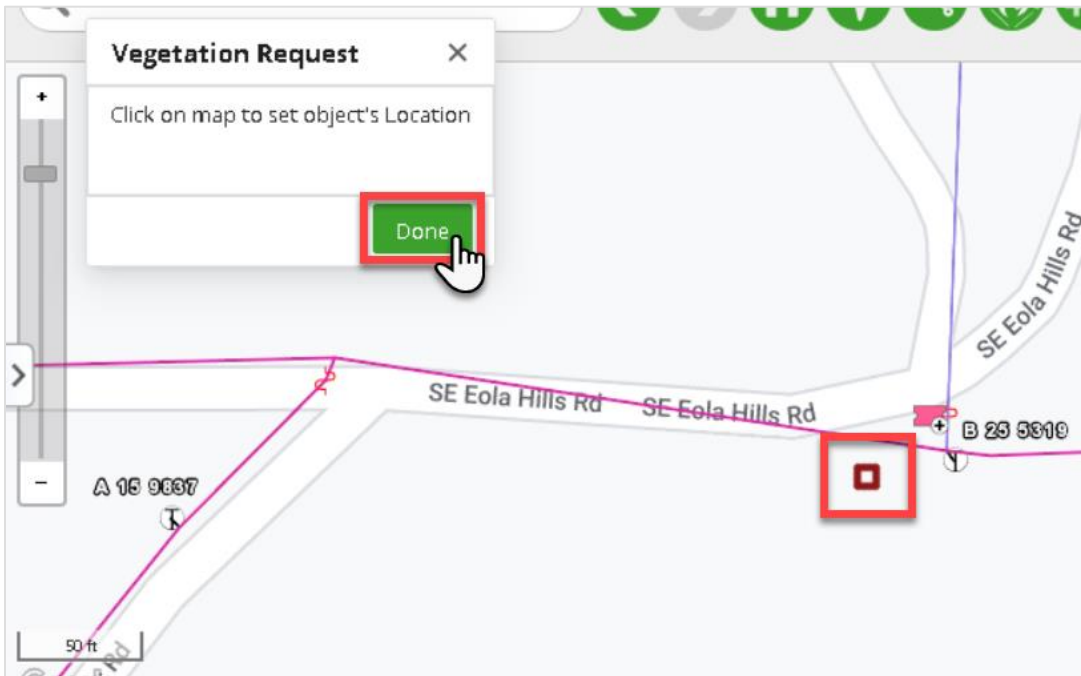 Vegetation Request
Click on map to set object's Location
Done
+
−
SE Eola Hills Rd
SE Eola Hills Rd
SE Eola Hills Rd
B 25 5319
A 15 9837
50 ft
Rd